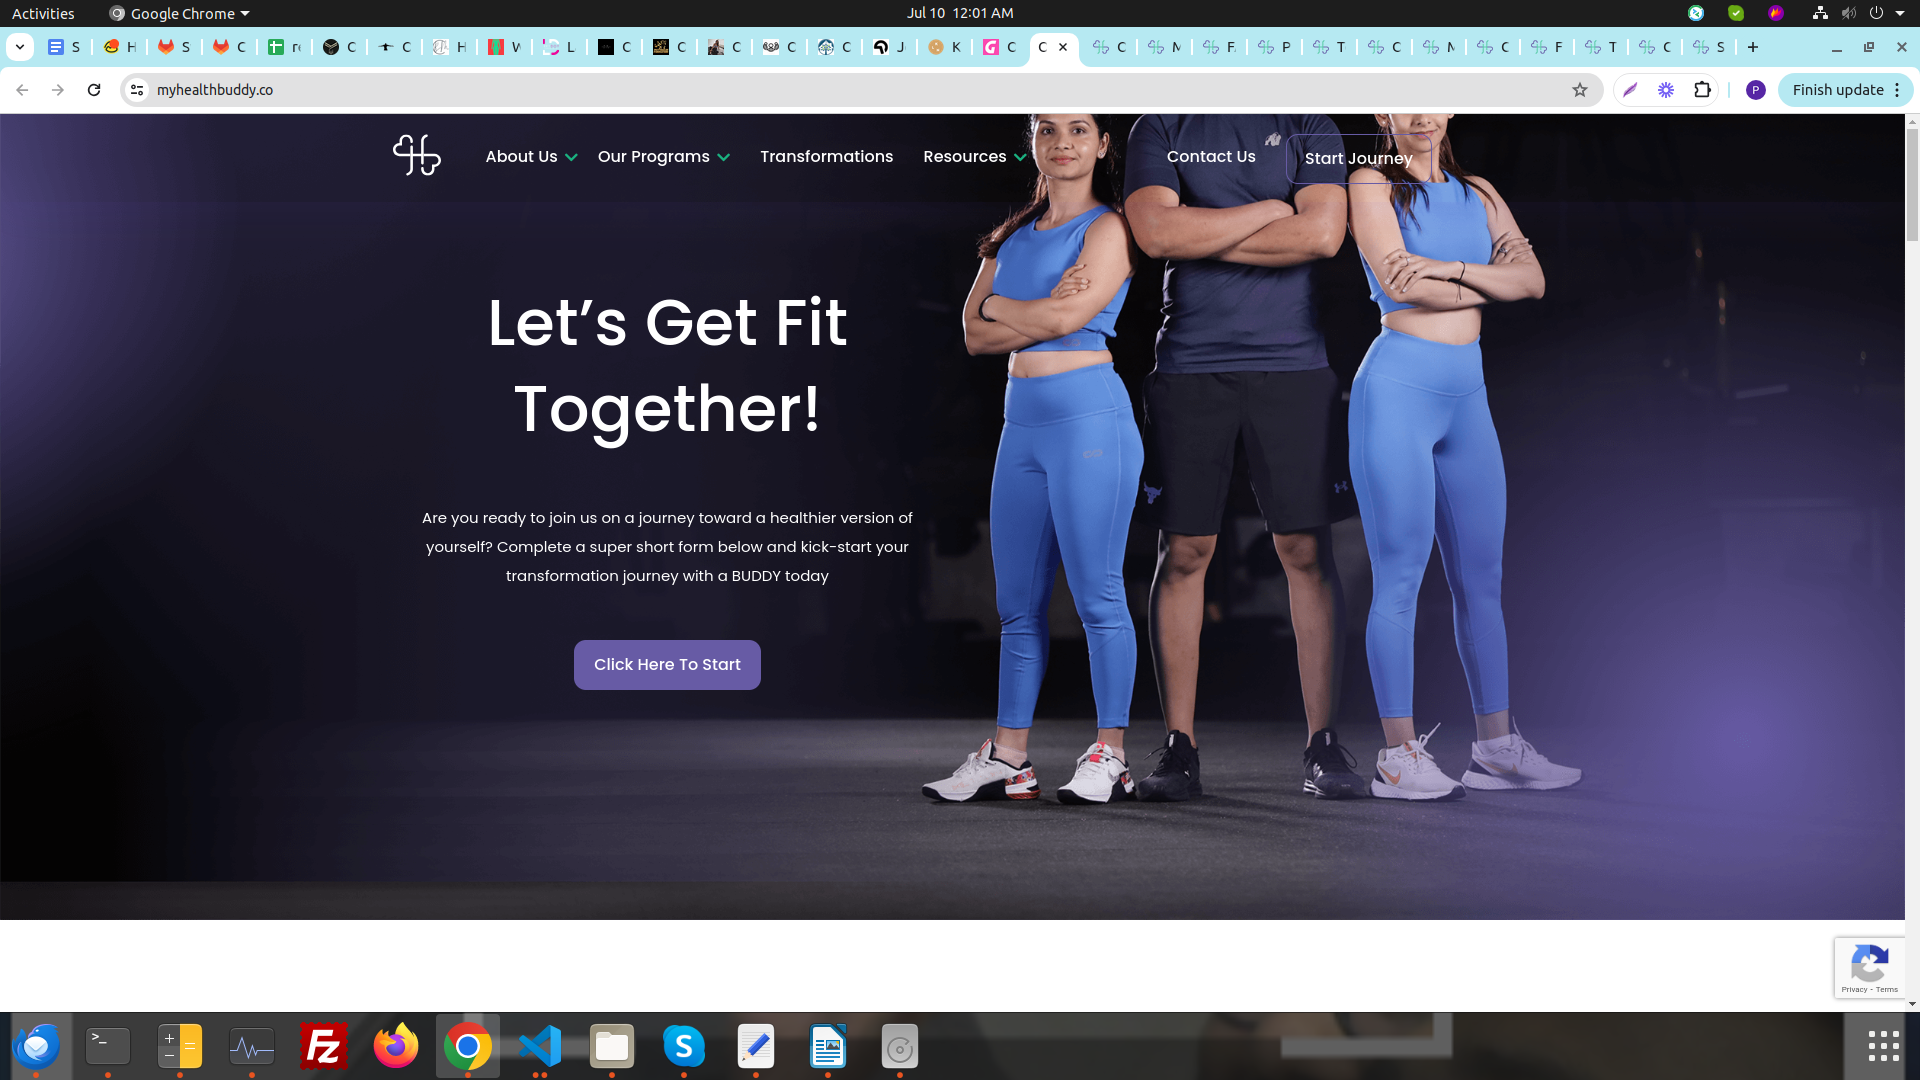 Activities
Google Chrome
Jul 10 12:01 AM
S
H
S
C
re
C
C
H
W
L
C
C
C
C
C
J
K
C
C
C
M
F
P
T
C
M
C
F
T
C
S
myhealthbuddy.co
P
Finish update
About Us
Our Programs
Transformations
Resources
Contact Us
Start Journey
Let’s Get Fit
Together!
Are you ready to join us on a journey toward a healthier version of
yourself? Complete a super short form below and kick-start your
transformation journey with a BUDDY today
Click Here To Start
Privacy - Terms